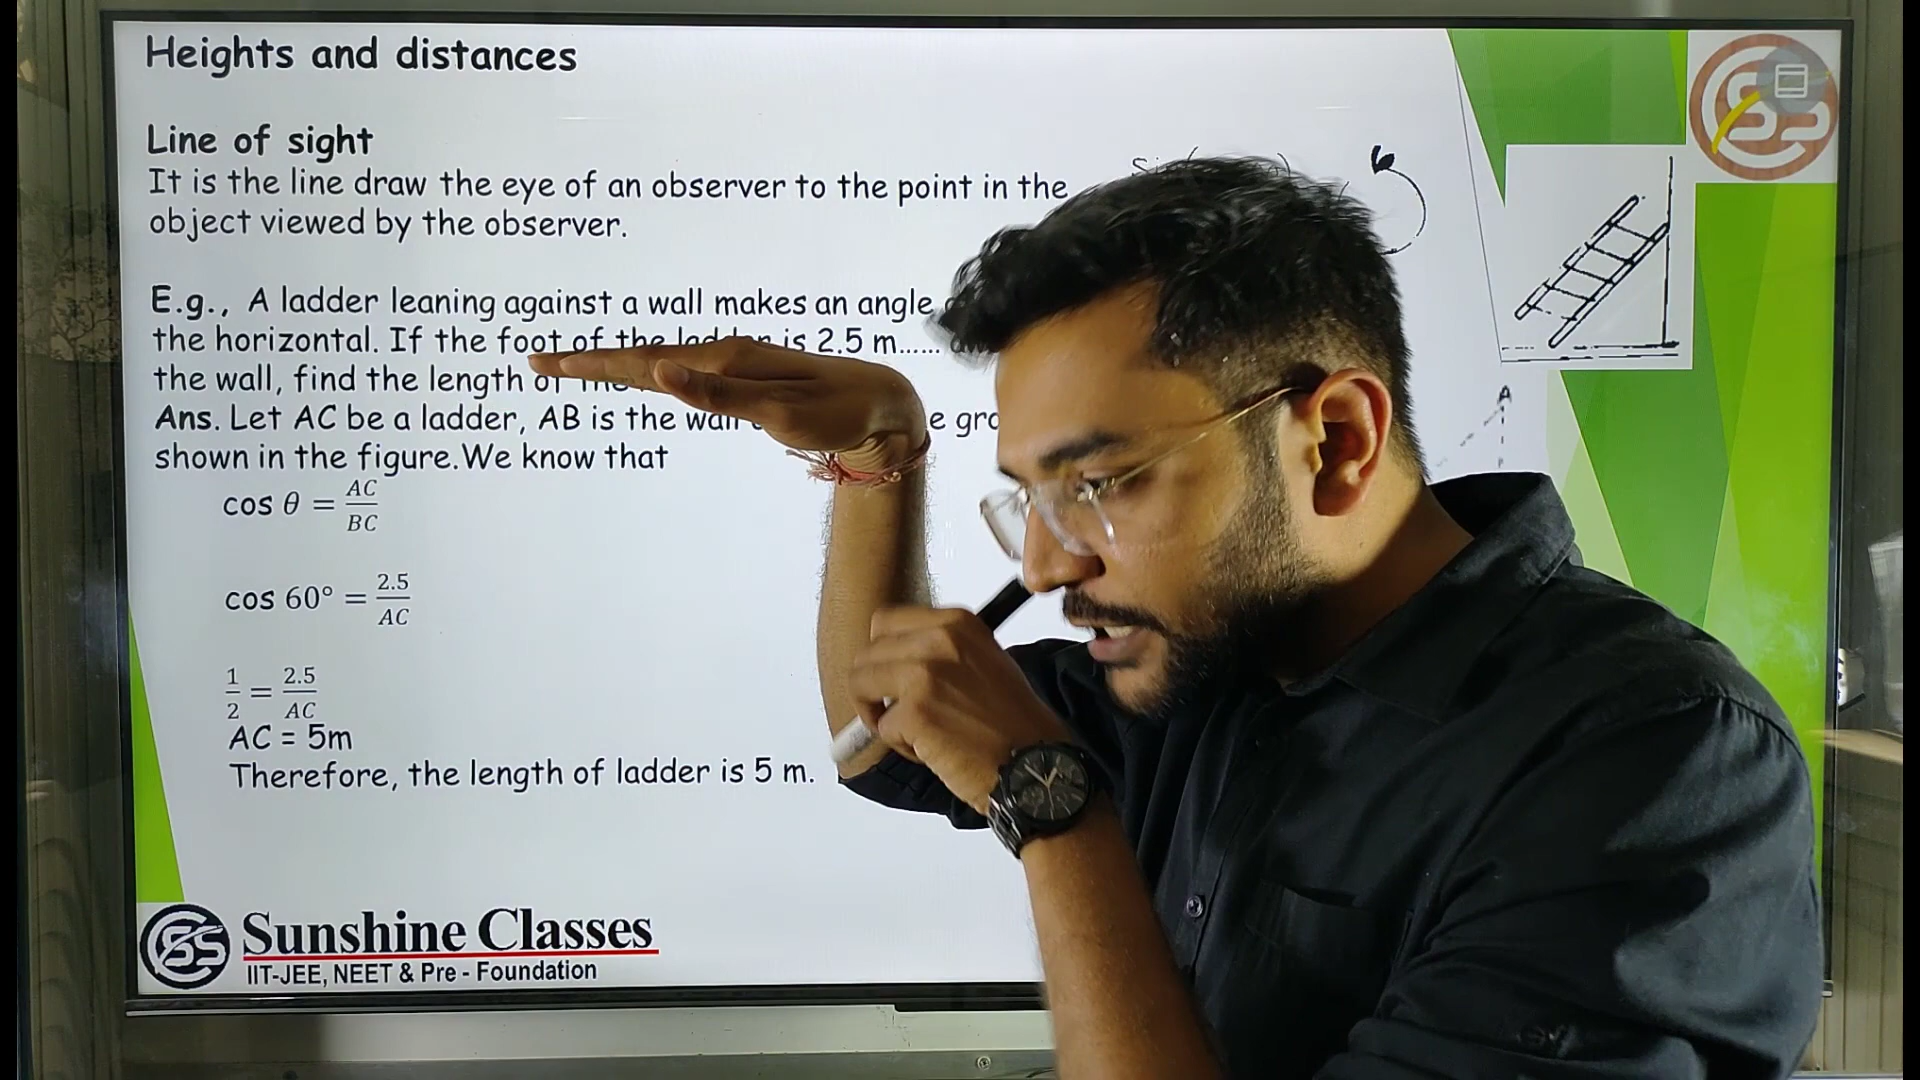 Heights and distances
Line of sight
It is the line draw the eye of an observer to the point in the
object viewed by the observer.
E.g., A ladder leaning against a wall makes an angle
the horizontal. If the foot of the is 2.5 m......
the wall, find the length of
Ans. Let AC be a ladder, AB is the
shown in the figure.We know that
cos θ = AC/BC
cos 60° = 2.5/AC
1/2 = 2.5/AC
AC = 5m
Therefore, the length of ladder is 5 m.
A
Sunshine Classes
IIT-JEE, NEET & Pre - Foundation